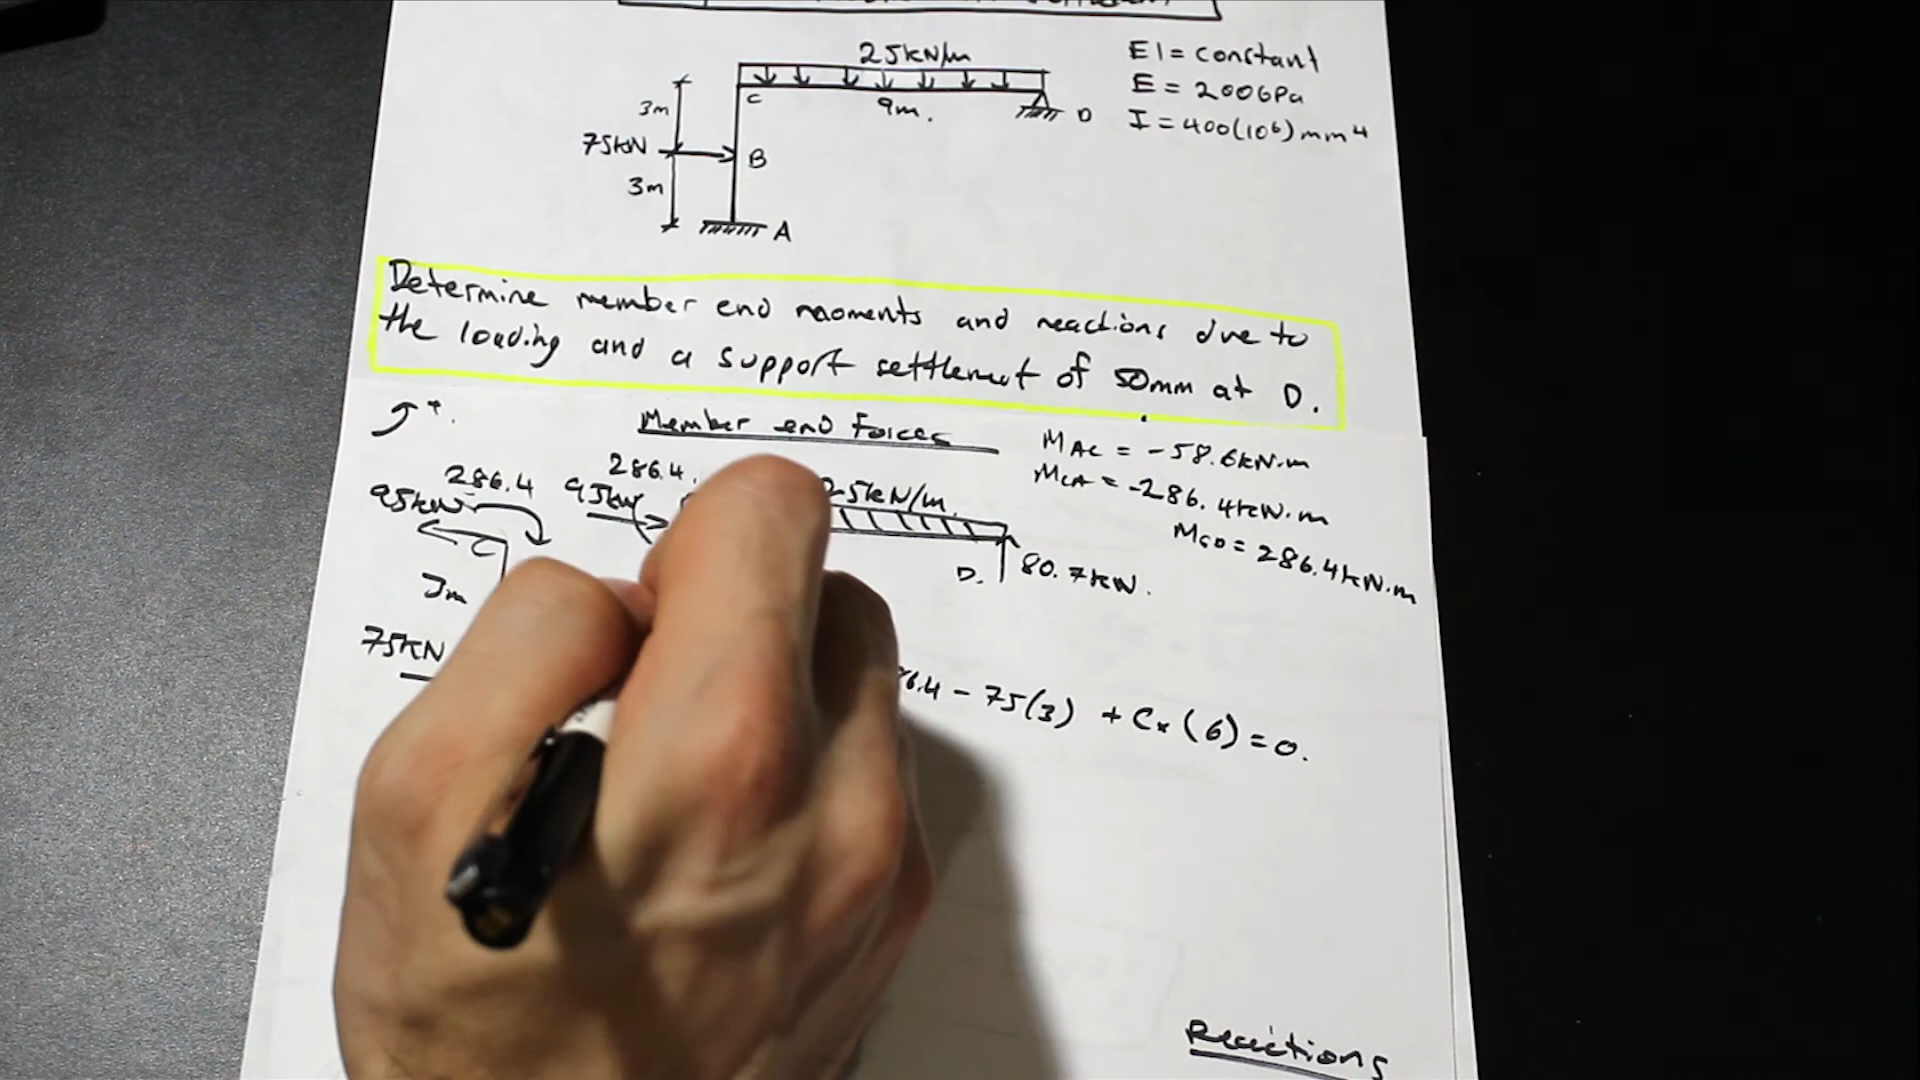 25kN/m
EI = constant
E = 200GPa
I = 400(10⁶)mm⁴
3m
C
9m.
D
75kN
B
3m
A
Determine member end moments and reactions due to
the loading and a support settlement of 50mm at D.
+.
Member end Forces
MAC = -58.6kN.m
MCA = -286.4kN.m
MCD = 286.4kN.m
286.4
286.4.
95kN
95kN
25kN/m.
C
D.
80.7kN.
3m
75kN
6.4 - 75(3) + Cx(6) = 0.
Reactions